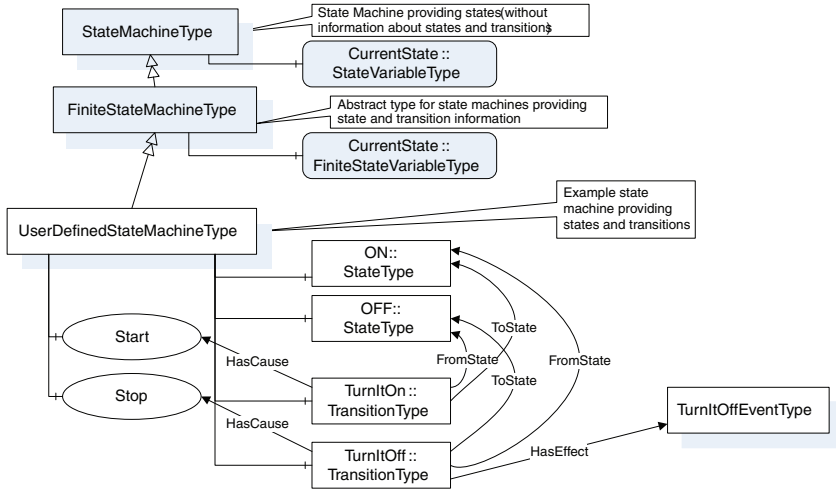 StateMachineType
State Machine providing states(without
information about states and transitions)
CurrentState ::
StateVariableType
FiniteStateMachineType
Abstract type for state machines providing
state and transition information
CurrentState ::
FiniteStateVariableType
UserDefinedStateMachineType
Example state
machine providing
states and transitions
ON::
StateType
OFF::
StateType
Start
Stop
HasCause
HasCause
TurnItOn::
TransitionType
TurnItOff::
TransitionType
FromState
ToState
ToState
FromState
HasEffect
TurnItOffEventType